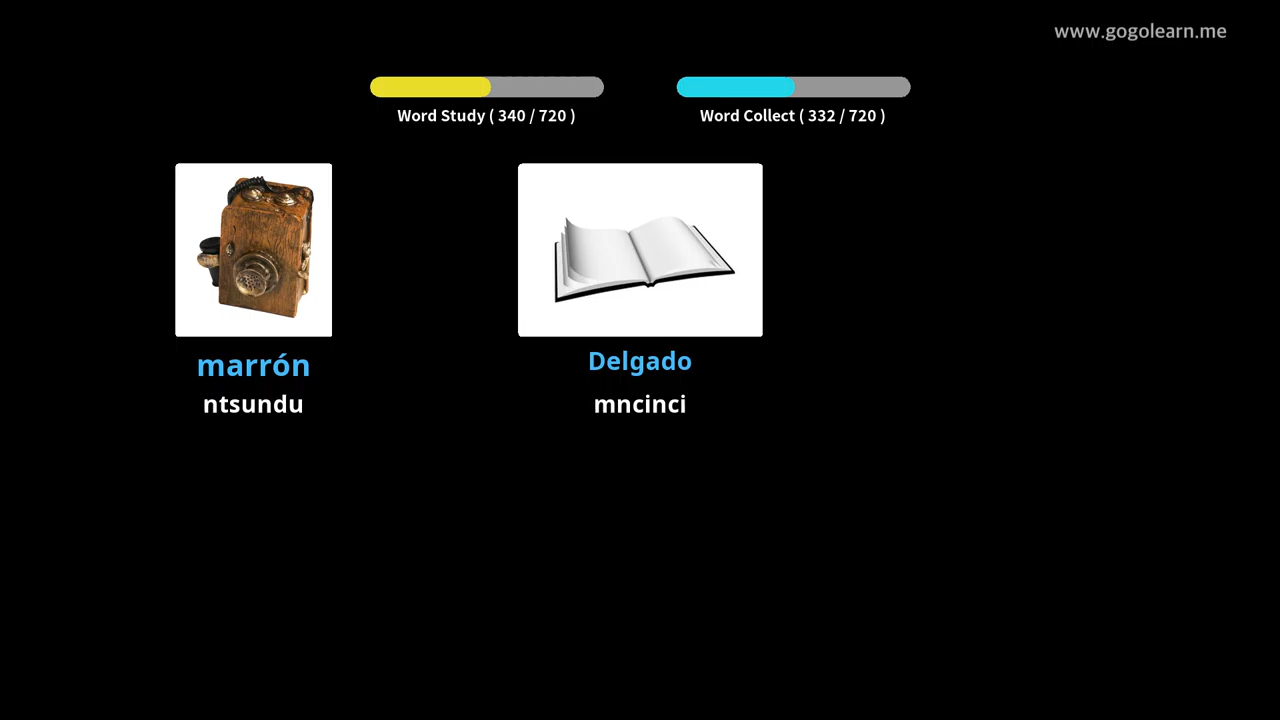 www.gogolearn.me
Word Study ( 340 / 720 )
Word Collect ( 332 / 720 )
marrón
ntsundu
Delgado
mncinci